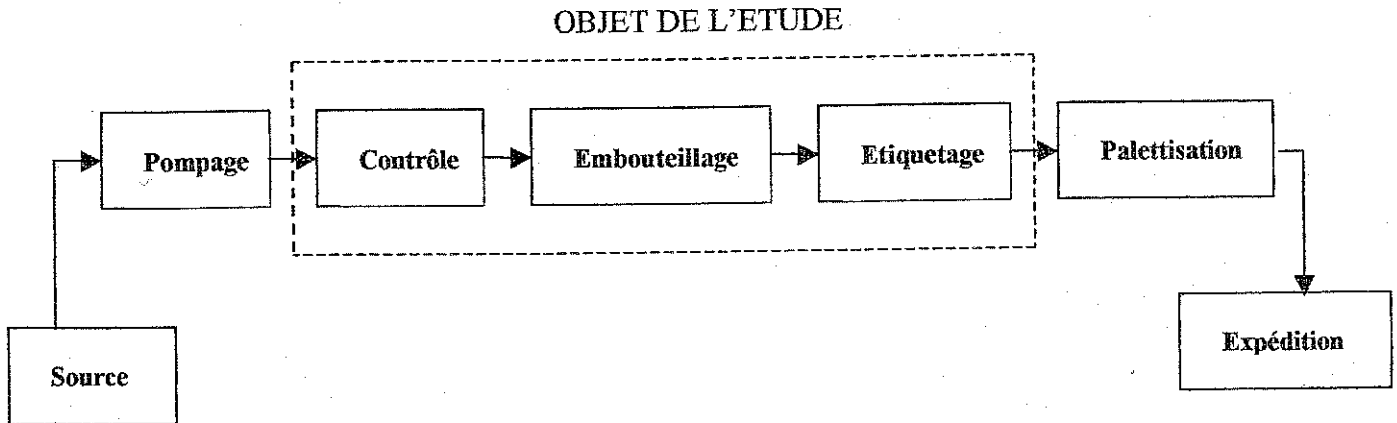 OBJET DE L'ETUDE
Pompage
Contrôle
Embouteillage
Etiquetage
Palettisation
Expédition
Source